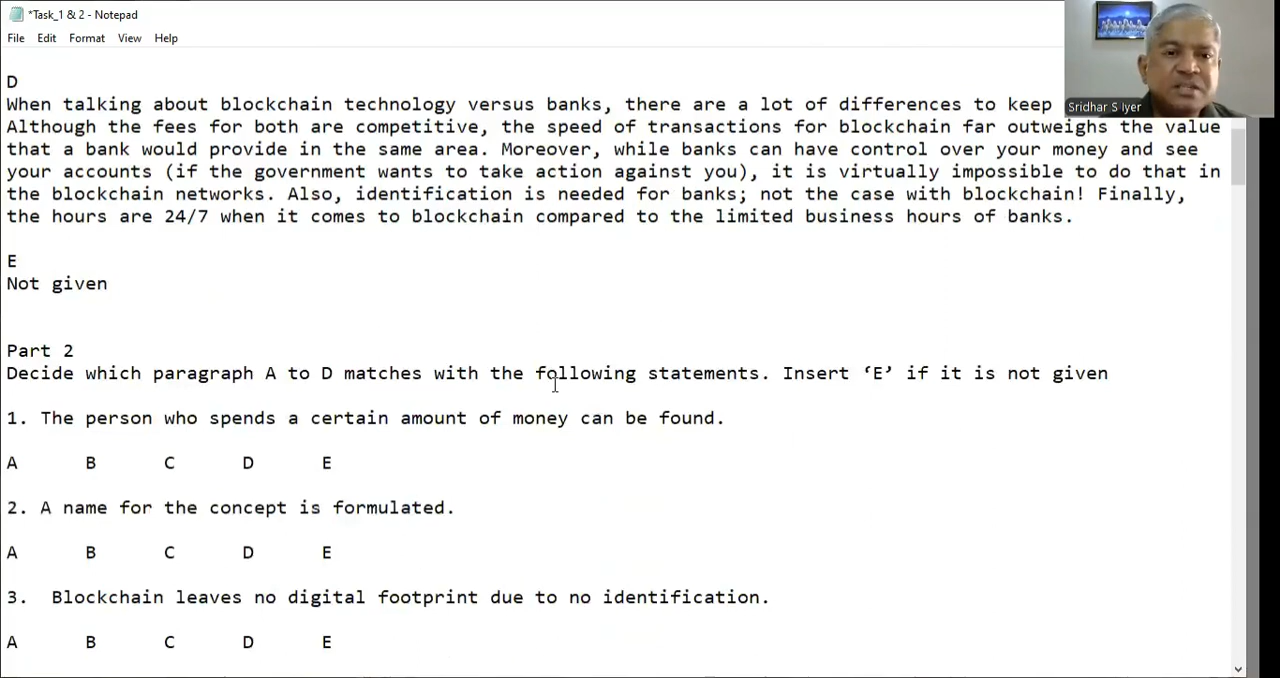 *Task_1 & 2 - Notepad
File Edit Format View Help
Sridhar S Iyer
D
When talking about blockchain technology versus banks, there are a lot of differences to keep
Although the fees for both are competitive, the speed of transactions for blockchain far outweighs the value
that a bank would provide in the same area. Moreover, while banks can have control over your money and see
your accounts (if the government wants to take action against you), it is virtually impossible to do that in
the blockchain networks. Also, identification is needed for banks; not the case with blockchain! Finally,
the hours are 24/7 when it comes to blockchain compared to the limited business hours of banks.
E
Not given
Part 2
Decide which paragraph A to D matches with the following statements. Insert ‘E’ if it is not given
1. The person who spends a certain amount of money can be found.
A B C D E
2. A name for the concept is formulated.
A B C D E
3. Blockchain leaves no digital footprint due to no identification.
A B C D E